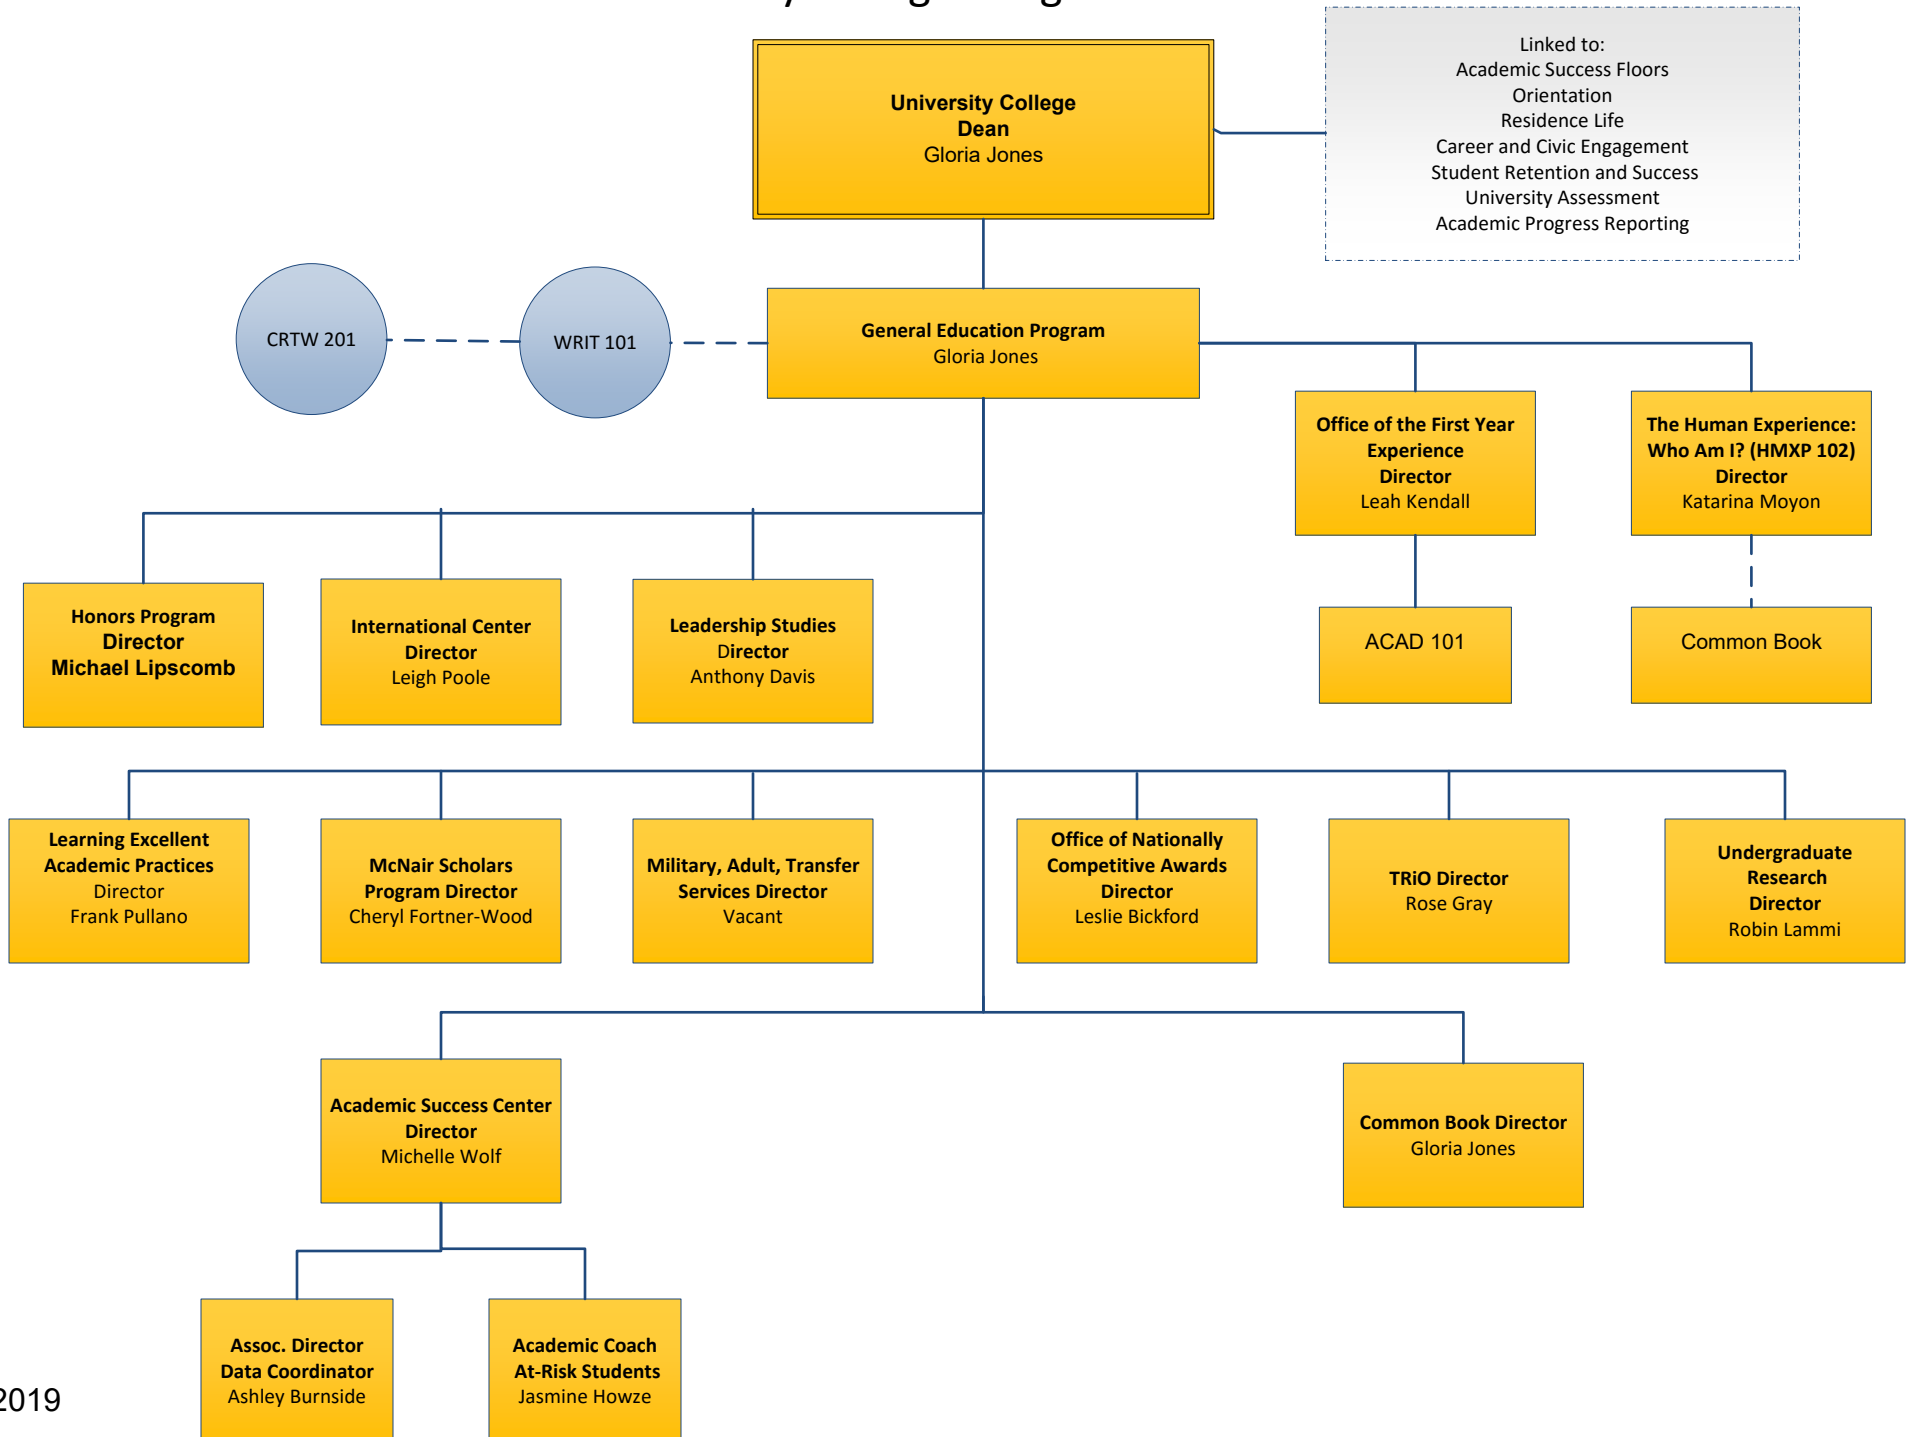 Linked to:
Academic Success Floors
Orientation
Residence Life
Career and Civic Engagement
Student Retention and Success
University Assessment
Academic Progress Reporting
University College
Dean
Gloria Jones
CRTW 201
WRIT 101
General Education Program
Gloria Jones
Office of the First Year
Experience
Director
Leah Kendall
The Human Experience:
Who Am I? (HMXP 102)
Director
Katarina Moyon
Honors Program
Director
Michael Lipscomb
International Center
Director
Leigh Poole
Leadership Studies
Director
Anthony Davis
ACAD 101
Common Book
Learning Excellent
Academic Practices
Director
Frank Pullano
McNair Scholars
Program Director
Cheryl Fortner-Wood
Military, Adult, Transfer
Services Director
Vacant
Office of Nationally
Competitive Awards
Director
Leslie Bickford
TRiO Director
Rose Gray
Undergraduate
Research
Director
Robin Lammi
Academic Success Center
Director
Michelle Wolf
Common Book Director
Gloria Jones
Assoc. Director
Data Coordinator
Ashley Burnside
Academic Coach
At-Risk Students
Jasmine Howze
2019